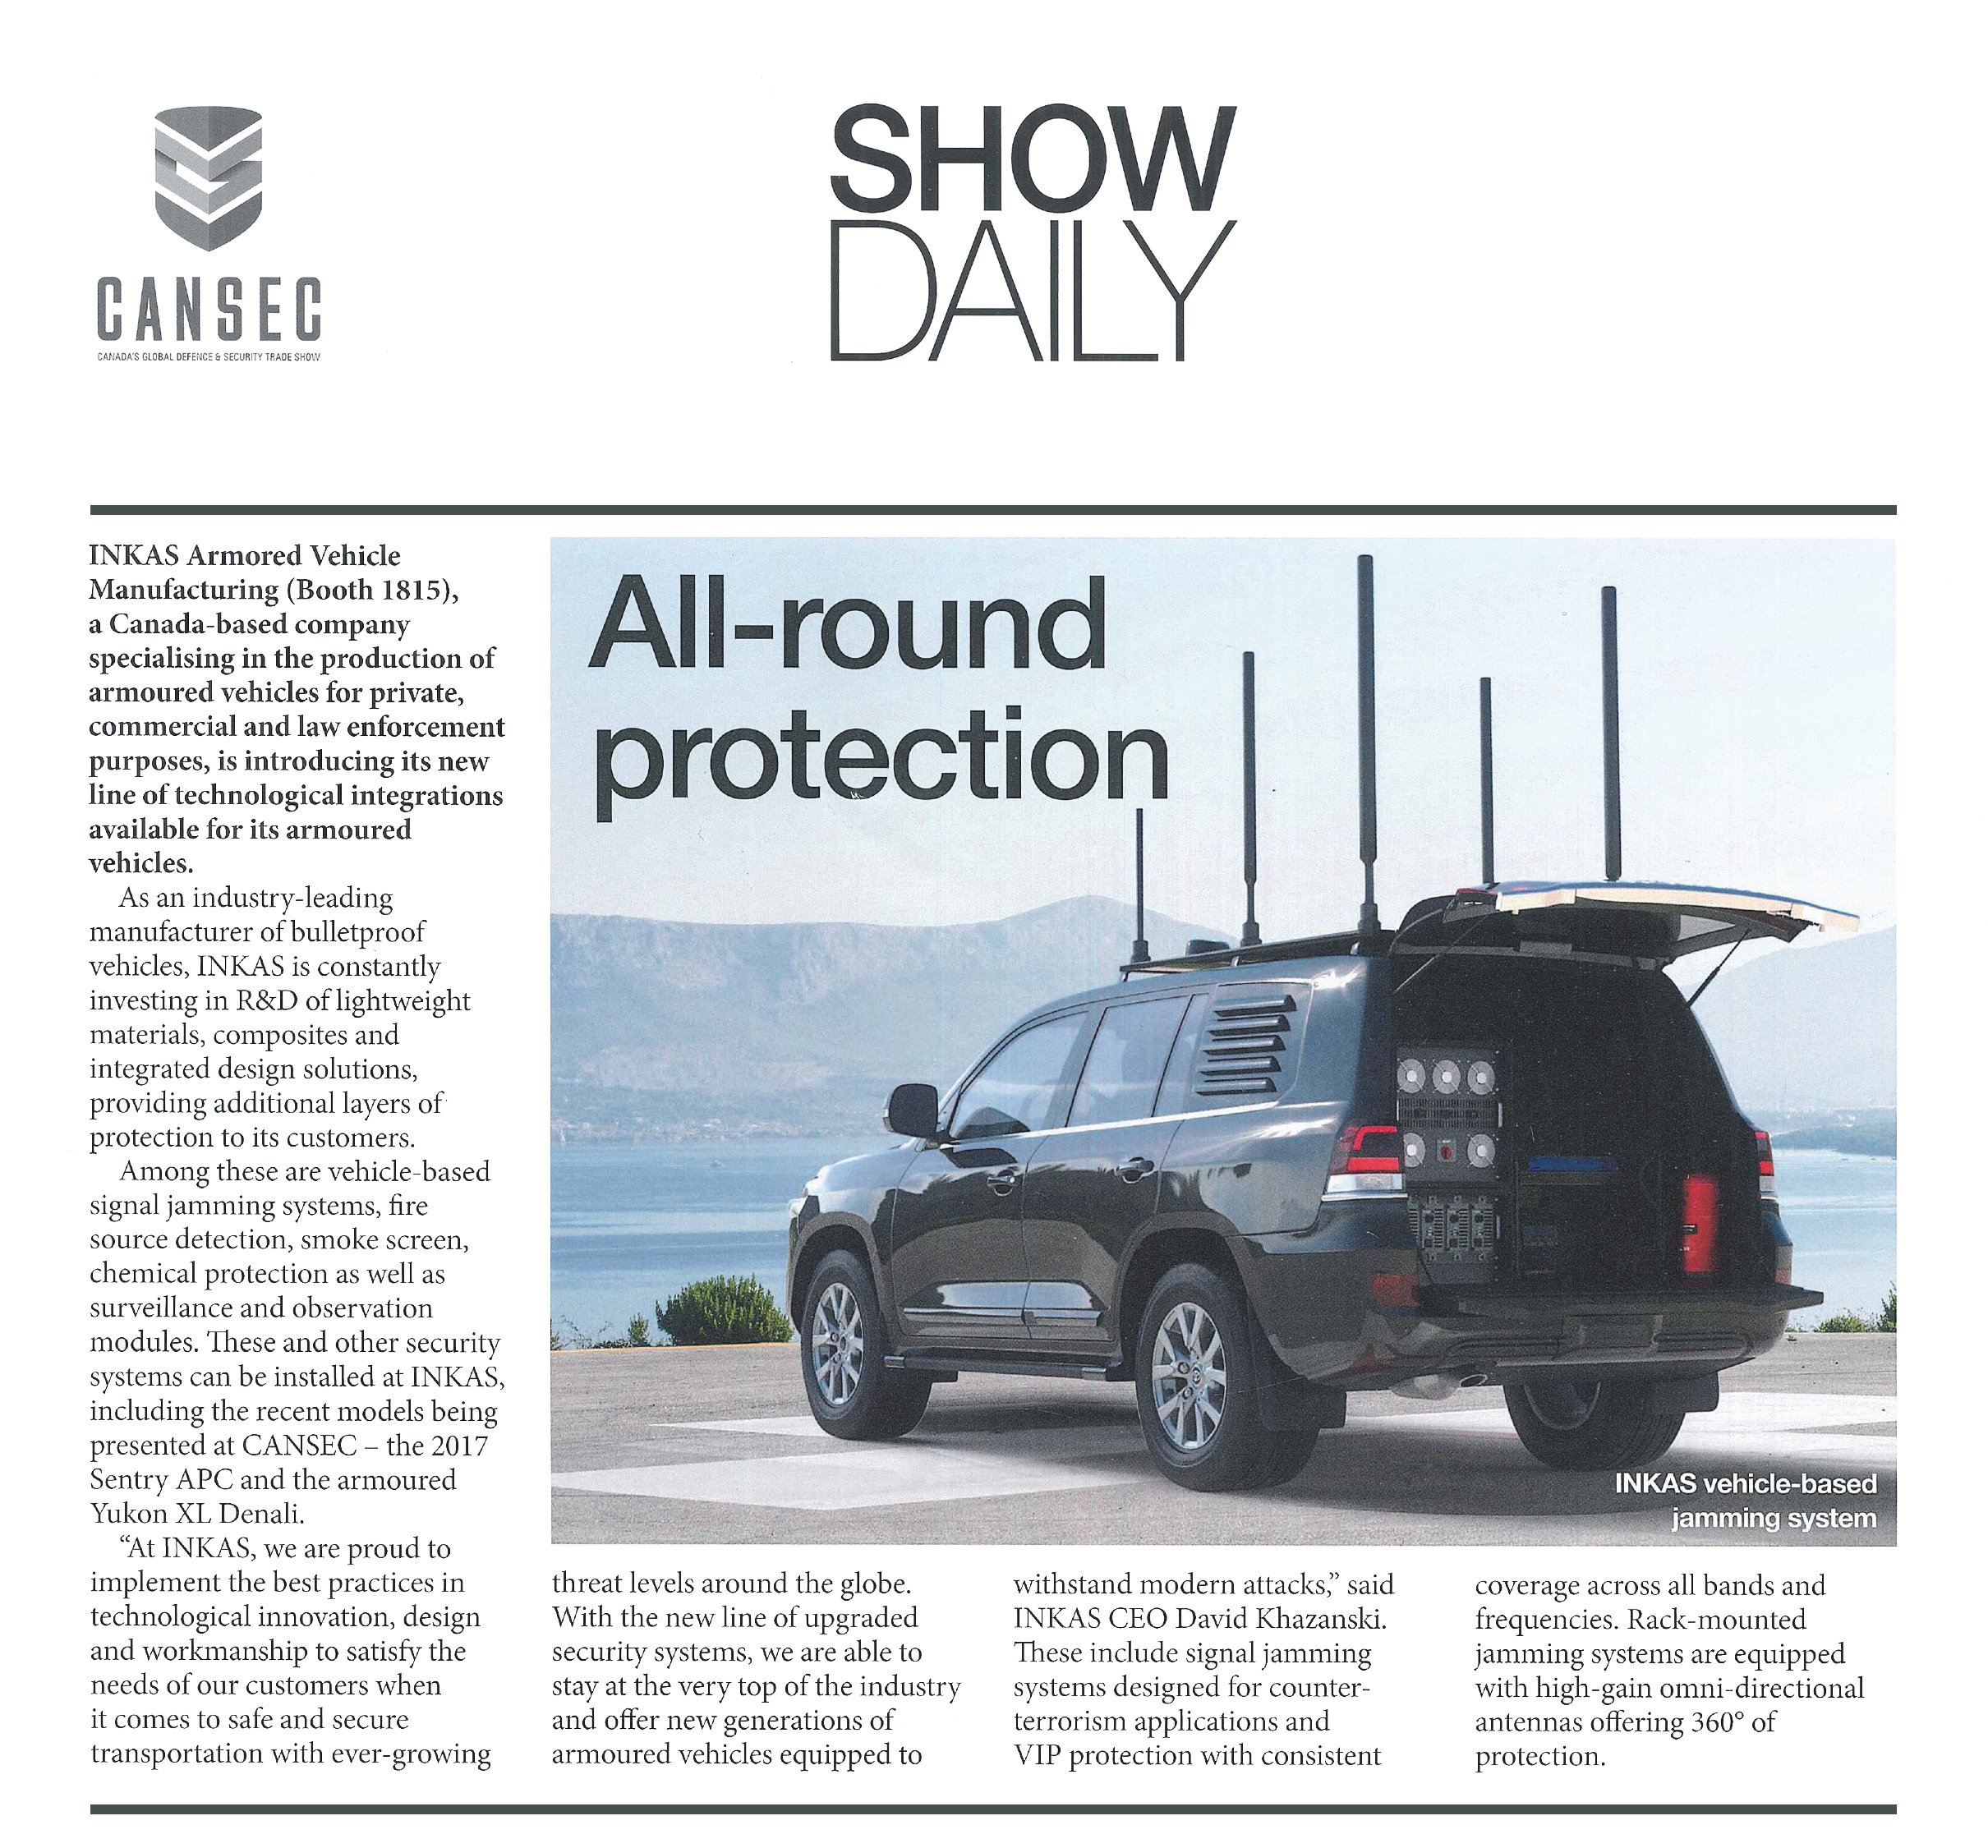 CANSEC
CANADA'S GLOBAL DEFENCE & SECURITY TRADE SHOW
SHOW
DAILY
INKAS Armored Vehicle
Manufacturing (Booth 1815),
a Canada-based company
specialising in the production of
armoured vehicles for private,
commercial and law enforcement
purposes, is introducing its new
line of technological integrations
available for its armoured
vehicles.
As an industry-leading
manufacturer of bulletproof
vehicles, INKAS is constantly
investing in R&D of lightweight
materials, composites and
integrated design solutions,
providing additional layers of
protection to its customers.
Among these are vehicle-based
signal jamming systems, fire
source detection, smoke screen,
chemical protection as well as
surveillance and observation
modules. These and other security
systems can be installed at INKAS,
including the recent models being
presented at CANSEC – the 2017
Sentry APC and the armoured
Yukon XL Denali.
“At INKAS, we are proud to
implement the best practices in
technological innovation, design
and workmanship to satisfy the
needs of our customers when
it comes to safe and secure
transportation with ever-growing
All-round
protection
INKAS vehicle-based
jamming system
threat levels around the globe.
With the new line of upgraded
security systems, we are able to
stay at the very top of the industry
and offer new generations of
armoured vehicles equipped to
withstand modern attacks,” said
INKAS CEO David Khazanski.
These include signal jamming
systems designed for counter-
terrorism applications and
VIP protection with consistent
coverage across all bands and
frequencies. Rack-mounted
jamming systems are equipped
with high-gain omni-directional
antennas offering 360° of
protection.